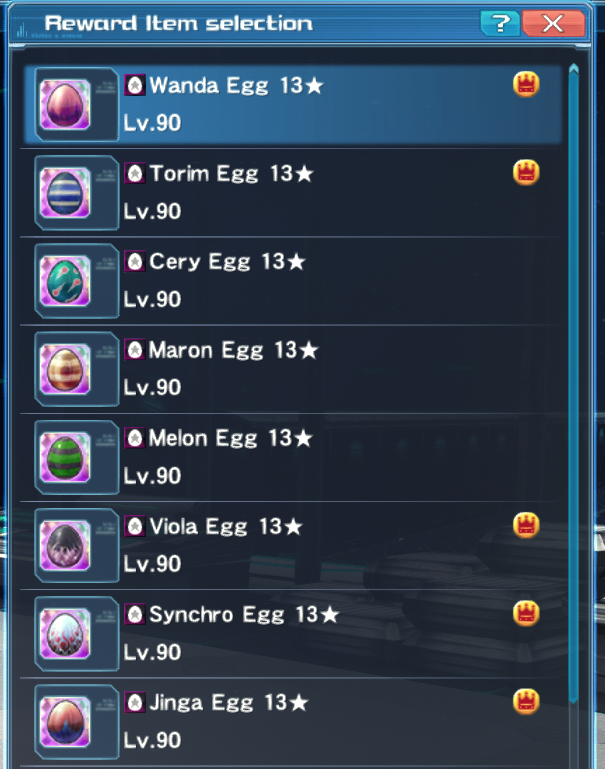 Reward Item selection
?
Wanda Egg 13★
Lv.90
Torim Egg 13★
Lv.90
Cery Egg 13★
Lv.90
Maron Egg 13★
Lv.90
Melon Egg 13★
Lv.90
Viola Egg 13★
Lv.90
Synchro Egg 13★
Lv.90
Jinga Egg 13★
Lv.90